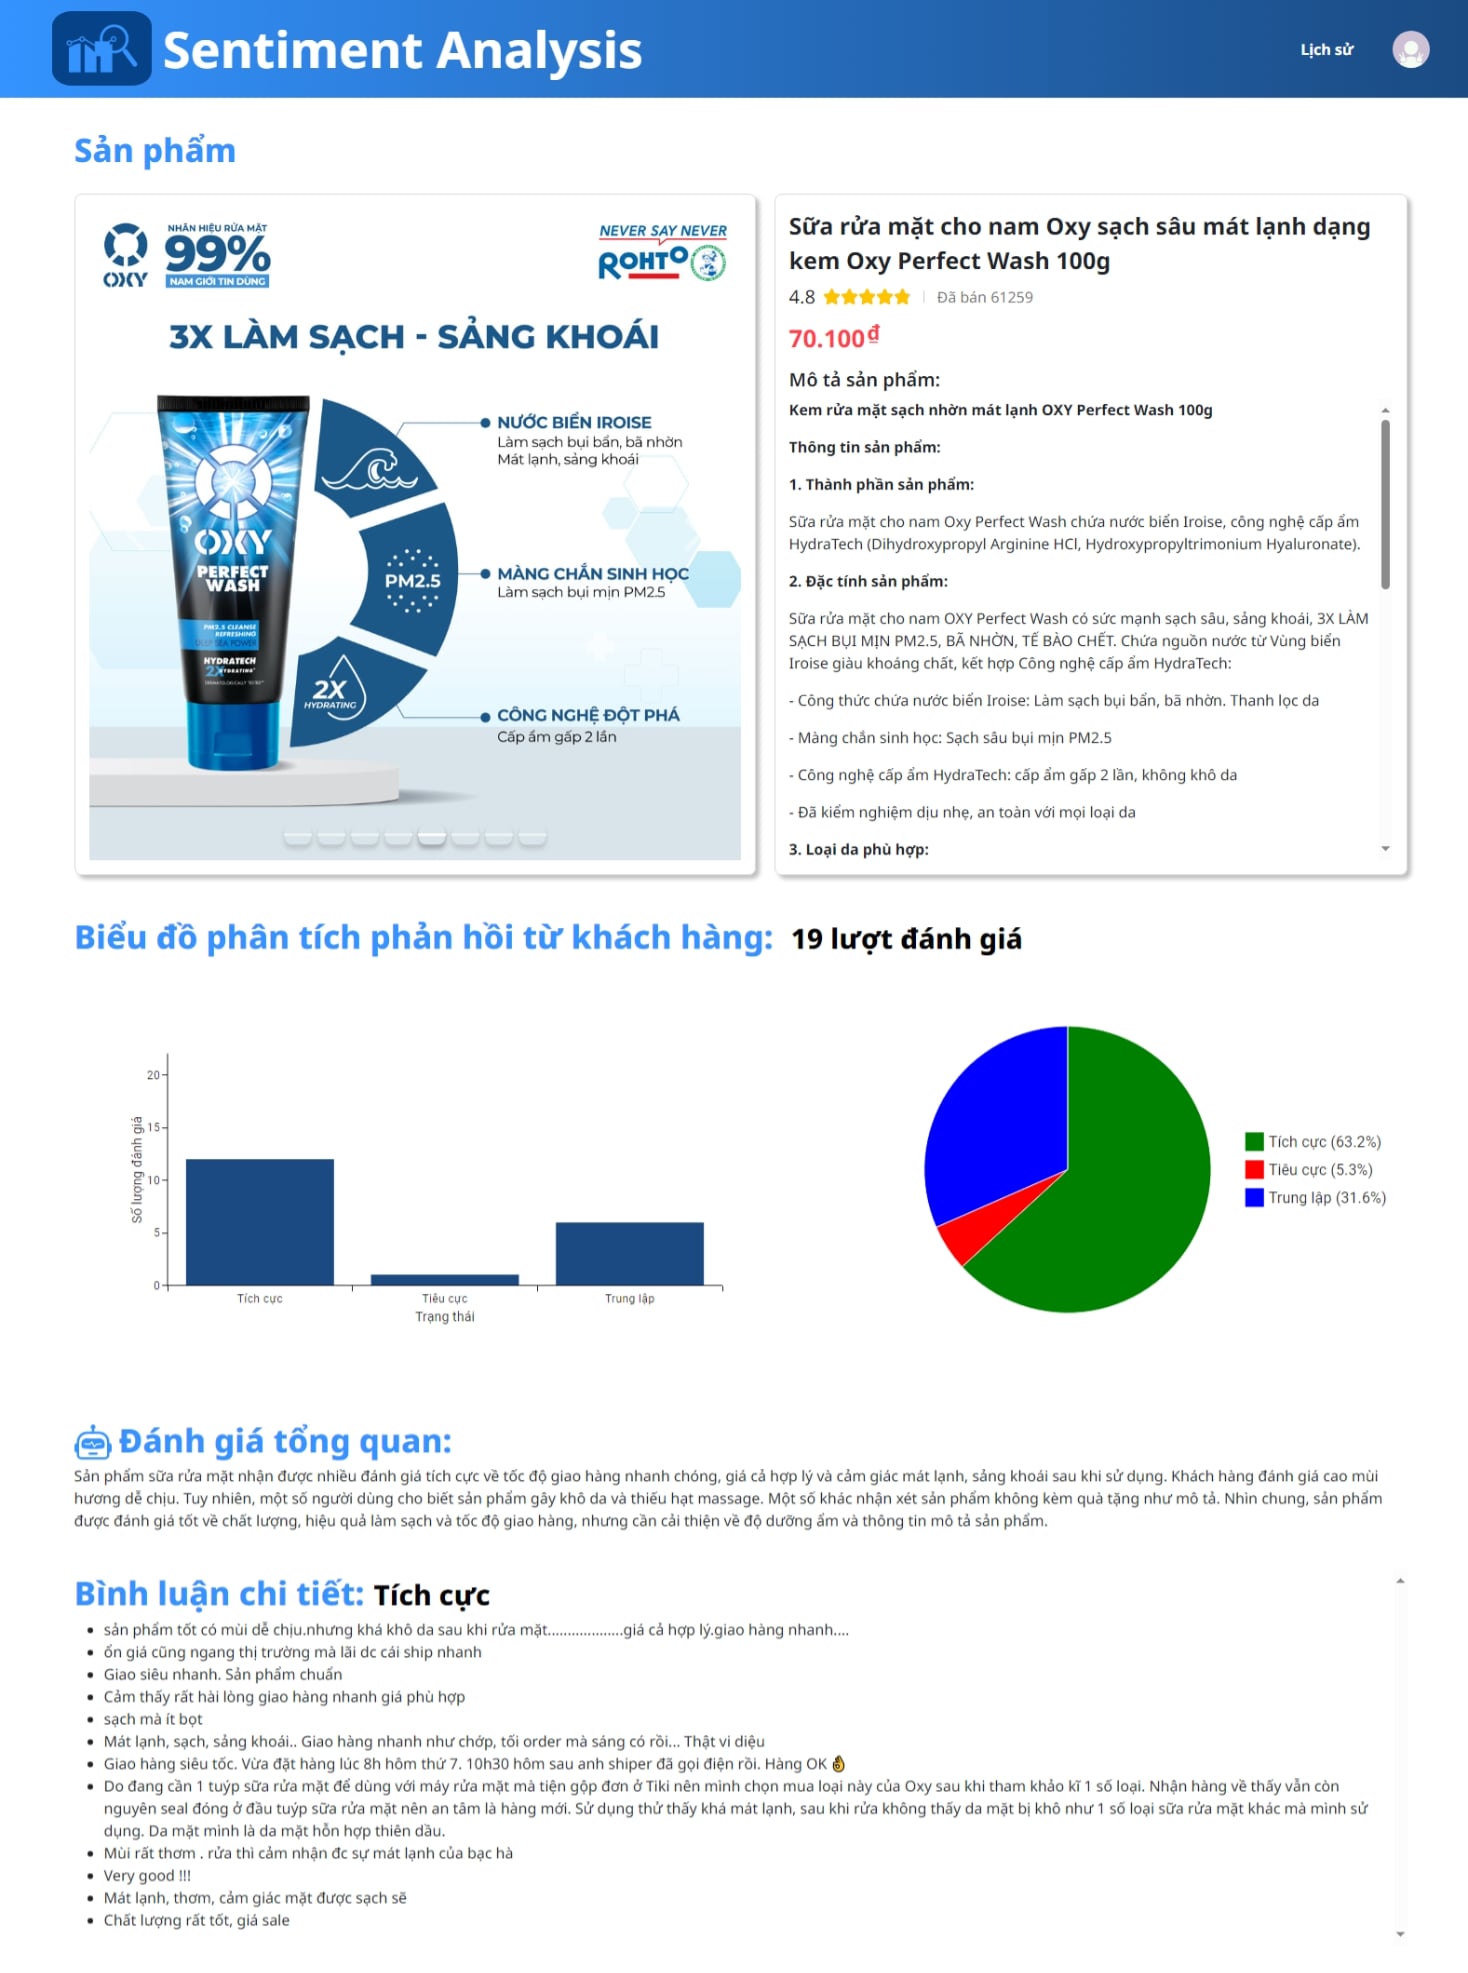 Sentiment Analysis
Lịch sử
Sản phẩm
OXY
NHÃN HIỆU RỬA MẶT
99%
NAM GIỚI TIN DÙNG
NEVER SAY NEVER
ROHTO
3X LÀM SẠCH - SẢNG KHOÁI
NƯỚC BIỂN IROISE
Làm sạch bụi bẩn, bã nhờn
Mát lạnh, sảng khoái
OXY
PERFECT
WASH
PM2.5 CLEANSE
REFRESHING
DEEP SEA POWER
HYDRATECH
2X HYDRATING
PM2.5
MÀNG CHẮN SINH HỌC
Làm sạch bụi mịn PM2.5
2X
HYDRATING
CÔNG NGHỆ ĐỘT PHÁ
Cấp ẩm gấp 2 lần
Sữa rửa mặt cho nam Oxy sạch sâu mát lạnh dạng
kem Oxy Perfect Wash 100g
4.8 Đã bán 61259
70.100₫
Mô tả sản phẩm:
Kem rửa mặt sạch nhờn mát lạnh OXY Perfect Wash 100g
Thông tin sản phẩm:
1. Thành phần sản phẩm:
Sữa rửa mặt cho nam Oxy Perfect Wash chứa nước biển Iroise, công nghệ cấp ẩm
HydraTech (Dihydroxypropyl Arginine HCl, Hydroxypropyltrimonium Hyaluronate).
2. Đặc tính sản phẩm:
Sữa rửa mặt cho nam OXY Perfect Wash có sức mạnh sạch sâu, sảng khoái, 3X LÀM
SẠCH BỤI MỊN PM2.5, BÃ NHỜN, TẾ BÀO CHẾT. Chứa nguồn nước từ Vùng biển
Iroise giàu khoáng chất, kết hợp Công nghệ cấp ẩm HydraTech:
- Công thức chứa nước biển Iroise: Làm sạch bụi bẩn, bã nhờn. Thanh lọc da
- Màng chắn sinh học: Sạch sâu bụi mịn PM2.5
- Công nghệ cấp ẩm HydraTech: cấp ẩm gấp 2 lần, không khô da
- Đã kiểm nghiệm dịu nhẹ, an toàn với mọi loại da
3. Loại da phù hợp:
Biểu đồ phân tích phản hồi từ khách hàng: 19 lượt đánh giá
Số lượng đánh giá
20
15
10
5
0
Tích cực
Tiêu cực
Trung lập
Trạng thái
Tích cực (63.2%)
Tiêu cực (5.3%)
Trung lập (31.6%)
Đánh giá tổng quan:
Sản phẩm sữa rửa mặt nhận được nhiều đánh giá tích cực về tốc độ giao hàng nhanh chóng, giá cả hợp lý và cảm giác mát lạnh, sảng khoái sau khi sử dụng. Khách hàng đánh giá cao mùi
hương dễ chịu. Tuy nhiên, một số người dùng cho biết sản phẩm gây khô da và thiếu hạt massage. Một số khác nhận xét sản phẩm không kèm quà tặng như mô tả. Nhìn chung, sản phẩm
được đánh giá tốt về chất lượng, hiệu quả làm sạch và tốc độ giao hàng, nhưng cần cải thiện về độ dưỡng ẩm và thông tin mô tả sản phẩm.
Bình luận chi tiết: Tích cực
• sản phẩm tốt có mùi dễ chịu.nhưng khá khô da sau khi rửa mặt...................giá cả hợp lý.giao hàng nhanh....
• ổn giá cũng ngang thị trường mà lãi dc cái ship nhanh
• Giao siêu nhanh. Sản phẩm chuẩn
• Cảm thấy rất hài lòng giao hàng nhanh giá phù hợp
• sạch mà ít bọt
• Mát lạnh, sạch, sảng khoái.. Giao hàng nhanh như chớp, tối order mà sáng có rồi... Thật vi diệu
• Giao hàng siêu tốc. Vừa đặt hàng lúc 8h hôm thứ 7. 10h30 hôm sau anh shiper đã gọi điện rồi. Hàng OK 👌
• Do đang cần 1 tuýp sữa rửa mặt để dùng với máy rửa mặt mà tiện gộp đơn ở Tiki nên mình chọn mua loại này của Oxy sau khi tham khảo kĩ 1 số loại. Nhận hàng về thấy vẫn còn
nguyên seal đóng ở đầu tuýp sữa rửa mặt nên an tâm là hàng mới. Sử dụng thử thấy khá mát lạnh, sau khi rửa không thấy da mặt bị khô như 1 số loại sữa rửa mặt khác mà mình sử
dụng. Da mặt mình là da mặt hỗn hợp thiên dầu.
• Mùi rất thơm . rửa thì cảm nhận đc sự mát lạnh của bạc hà
• Very good !!!
• Mát lạnh, thơm, cảm giác mặt được sạch sẽ
• Chất lượng rất tốt, giá sale